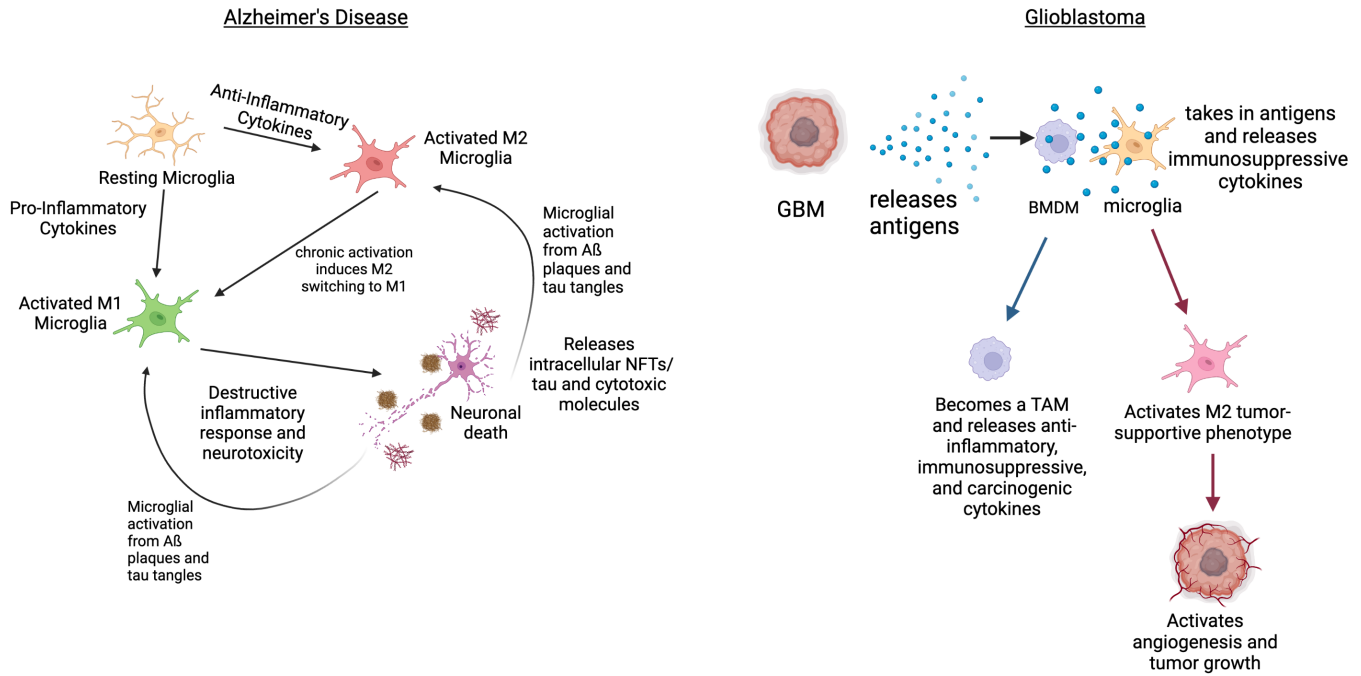 Alzheimer's Disease
Anti-Inflammatory
Cytokines
Activated M2
Microglia
Resting Microglia
Pro-Inflammatory
Cytokines
chronic activation
induces M2
switching to M1
Microglial
activation
from Aß
plaques and
tau tangles
Activated M1
Microglia
Destructive
inflammatory
response and
neurotoxicity
Neuronal
death
Releases
intracellular NFTs/
tau and cytotoxic
molecules
Microglial
activation
from Aß
plaques and
tau tangles
Glioblastoma
GBM
releases
antigens
BMDM
microglia
takes in antigens
and releases
immunosuppressive
cytokines
Becomes a TAM
and releases anti-
inflammatory,
immunosuppressive,
and carcinogenic
cytokines
Activates M2 tumor-
supportive phenotype
Activates
angiogenesis and
tumor growth